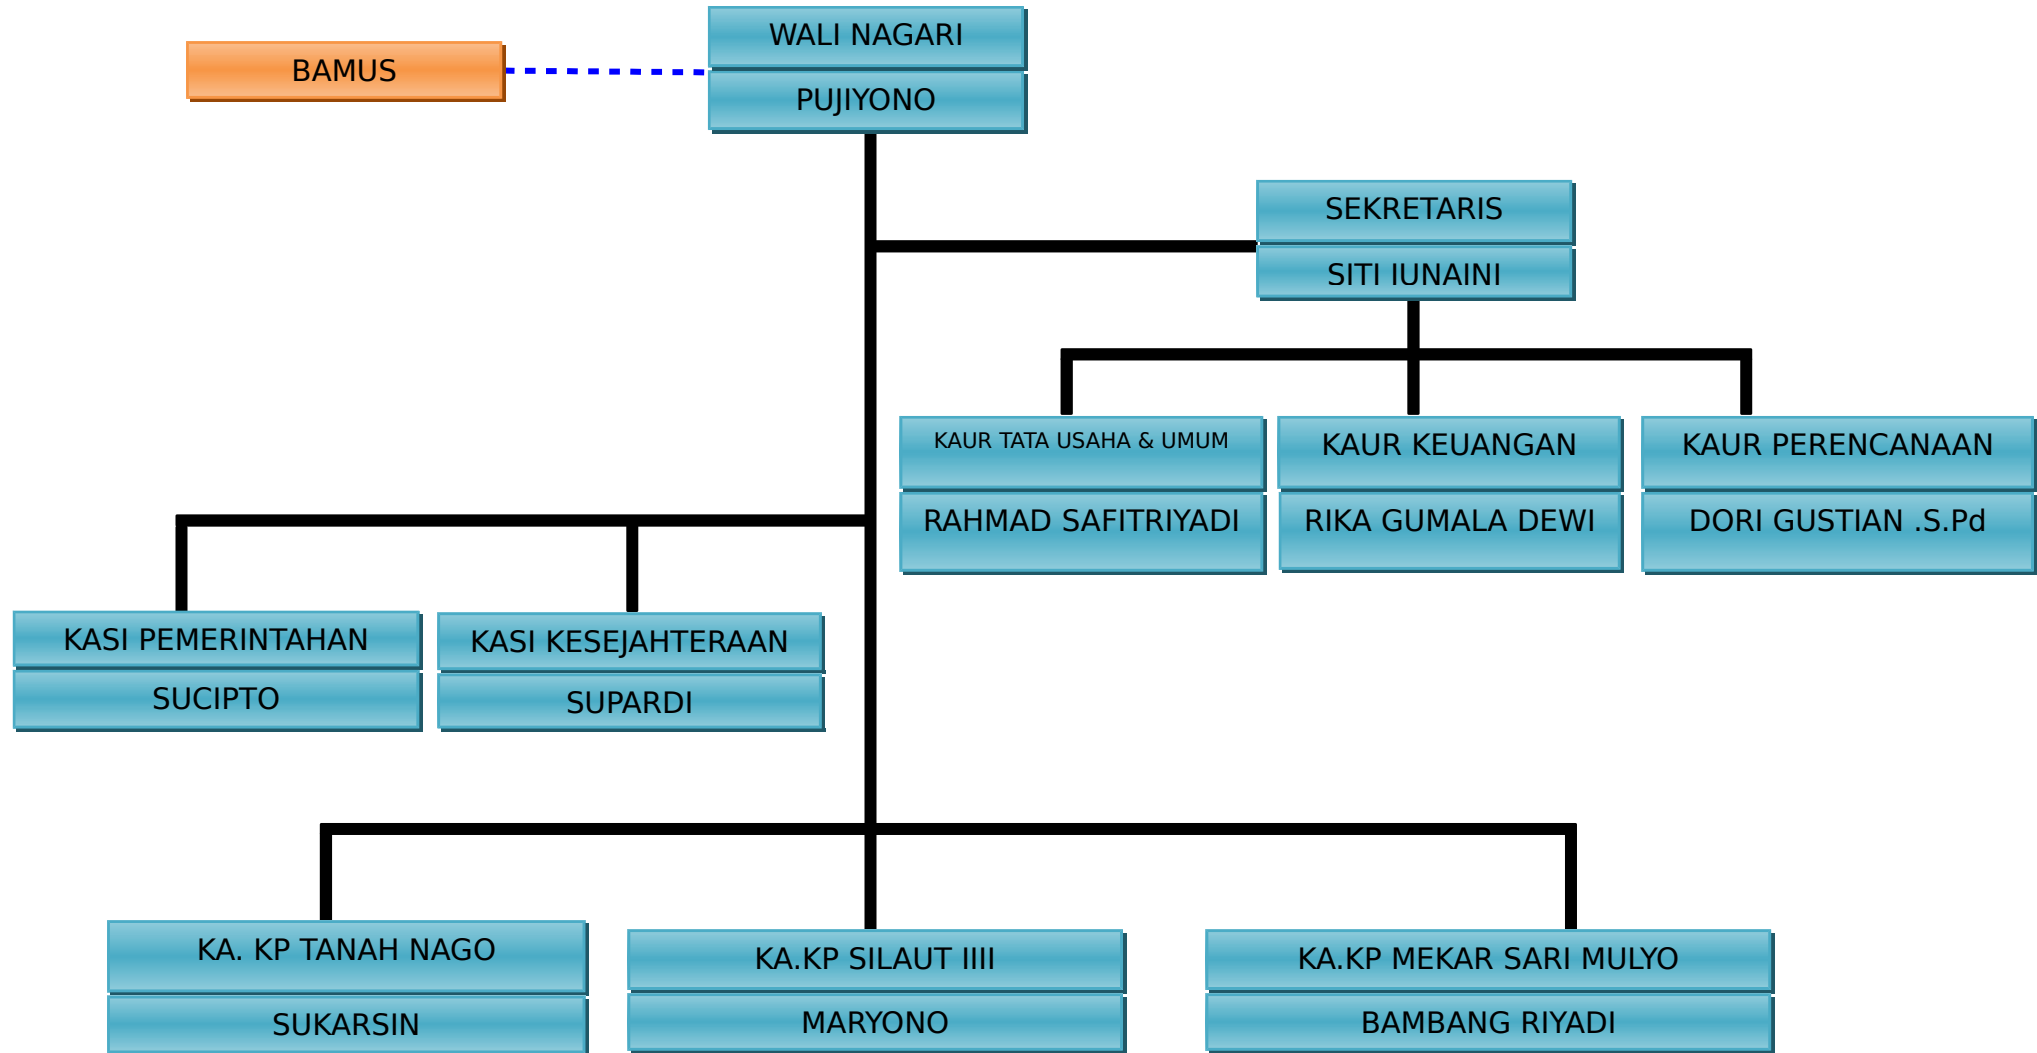 WALI NAGARI
BAMUS
PUJIYONO
SEKRETARIS
SITI IUNAINI
KAUR TATA USAHA & UMUM
KAUR KEUANGAN
KAUR PERENCANAAN
RAHMAD SAFITRIYADI
RIKA GUMALA DEWI
DORI GUSTIAN .S.Pd
KASI PEMERINTAHAN
KASI KESEJAHTERAAN
SUCIPTO
SUPARDI
KA. KP TANAH NAGO
KA.KP SILAUT IIII
KA.KP MEKAR SARI MULYO
SUKARSIN
MARYONO
BAMBANG RIYADI